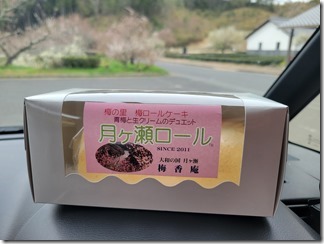 梅の里　梅ロールケーキ
青梅と生クリームのデュエット
月ヶ瀬ロール
SINCE 2011
大和の国 月ヶ瀬
梅香庵